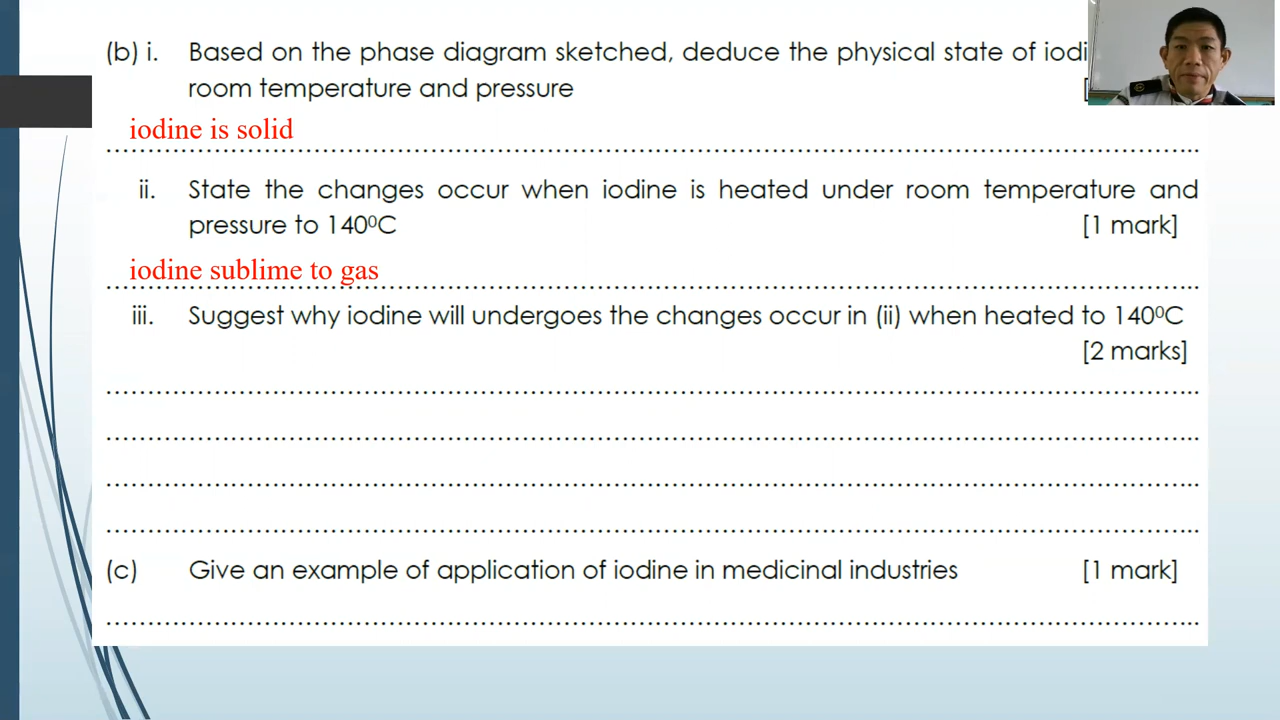 (b) i. Based on the phase diagram sketched, deduce the physical state of iodi
room temperature and pressure [
iodine is solid
ii. State the changes occur when iodine is heated under room temperature and
pressure to 140⁰C [1 mark]
iodine sublime to gas
iii. Suggest why iodine will undergoes the changes occur in (ii) when heated to 140⁰C
[2 marks]
(c) Give an example of application of iodine in medicinal industries [1 mark]